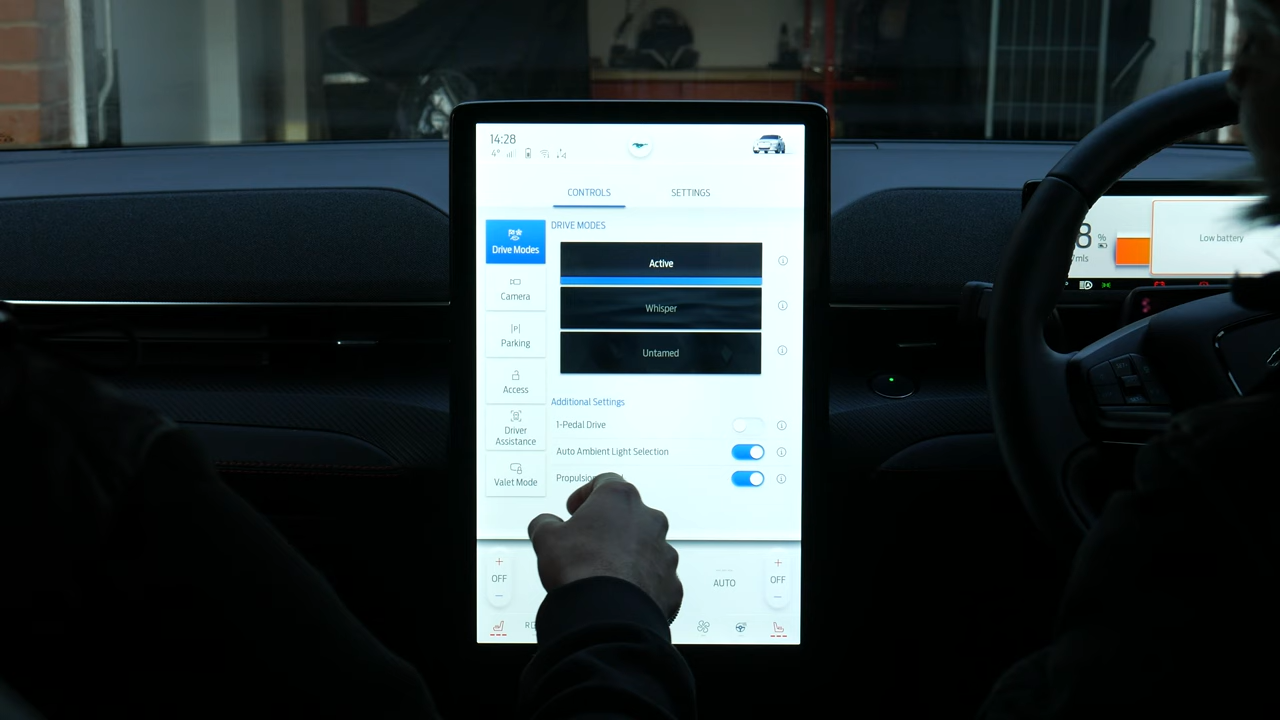 14:28
4°
CONTROLS
SETTINGS
Drive Modes
DRIVE MODES
Active
Camera
Whisper
Parking
Untamed
Access
Additional Settings
1-Pedal Drive
Driver
Assistance
Auto Ambient Light Selection
Valet Mode
OFF
AUTO
OFF
8 %
Low battery